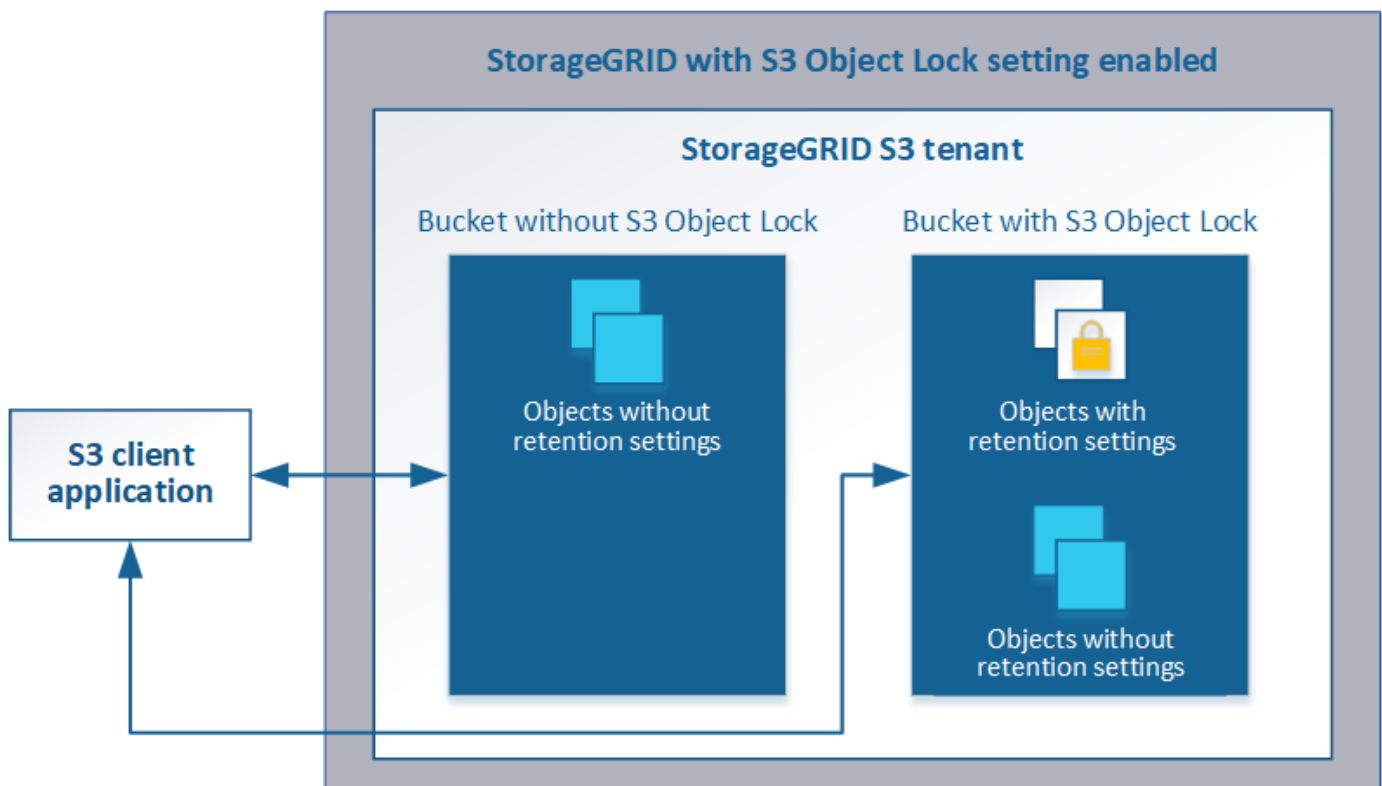 StorageGRID with S3 Object Lock setting enabled
StorageGRID S3 tenant
Bucket without S3 Object Lock
Bucket with S3 Object Lock
Objects without
retention settings
Objects with
retention settings
S3 client
application
Objects without
retention settings